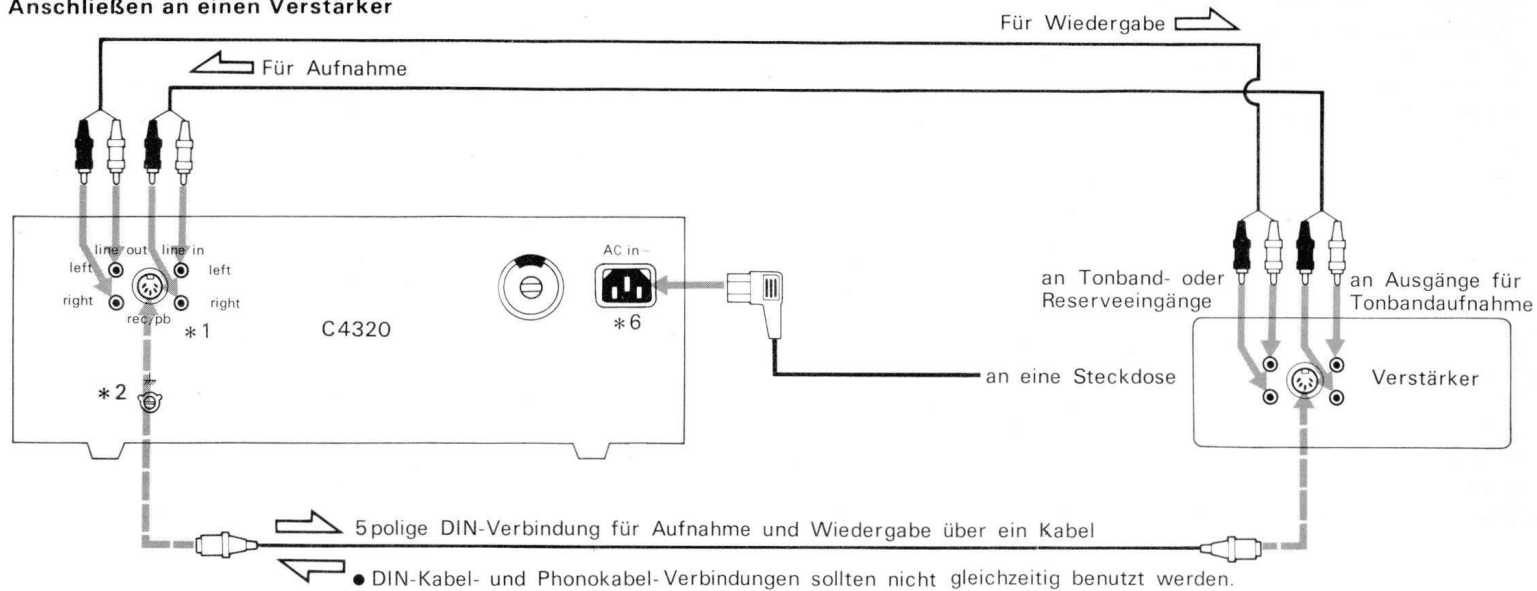 Anschließen an einen Verstärker
Für Wiedergabe
Für Aufnahme
line out line in
left
left
right
right
rec/pb
*1
C4320
AC in ~
*6
*2
an Tonband- oder
Reserveeingänge
an Ausgänge für
Tonbandaufnahme
an eine Steckdose
Verstärker
5polige DIN-Verbindung für Aufnahme und Wiedergabe über ein Kabel
● DIN-Kabel- und Phonokabel-Verbindungen sollten nicht gleichzeitig benutzt werden.